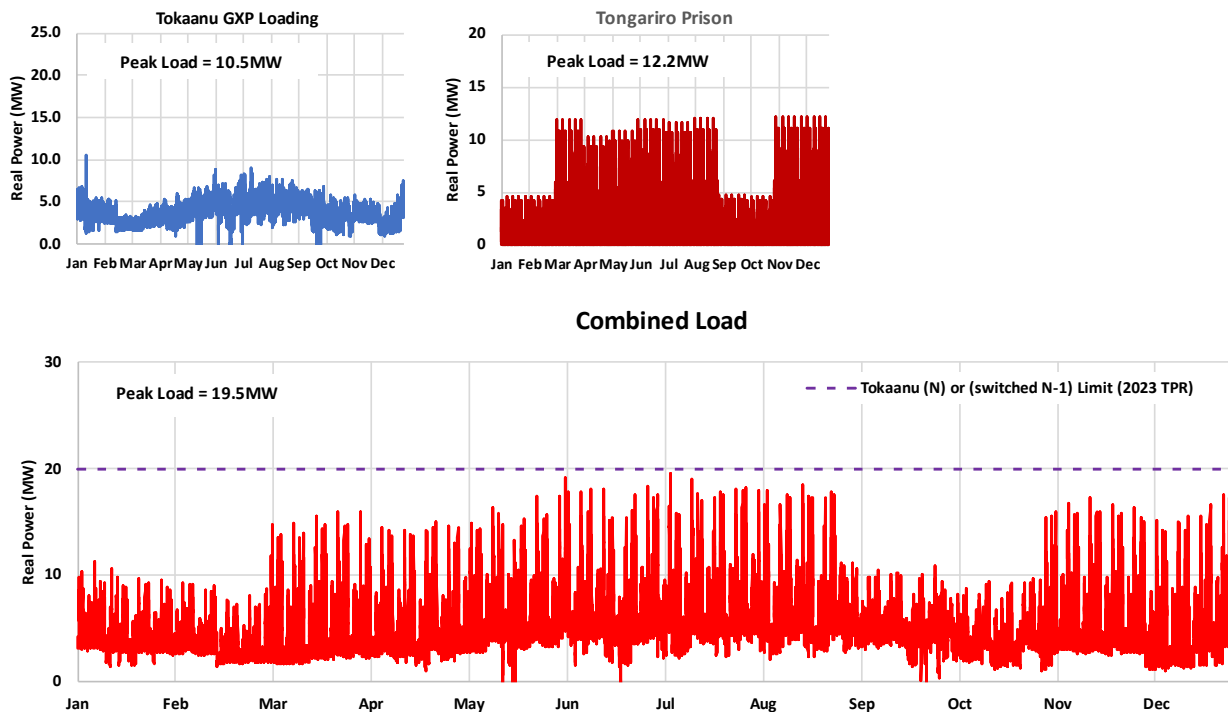 Tokaanu GXP Loading
25.0
20.0
15.0
10.0
5.0
0.0
Real Power (MW)
Peak Load = 10.5MW
Jan Feb Mar Apr May Jun Jul Aug Sep Oct Nov Dec
Tongariro Prison
20
15
10
5
0
Real Power (MW)
Peak Load = 12.2MW
Jan Feb Mar Apr May Jun Jul Aug Sep Oct Nov Dec
Combined Load
30
20
10
0
Real Power (MW)
Peak Load = 19.5MW
Tokaanu (N) or (switched N-1) Limit (2023 TPR)
Jan Feb Mar Apr May Jun Jul Aug Sep Oct Nov Dec